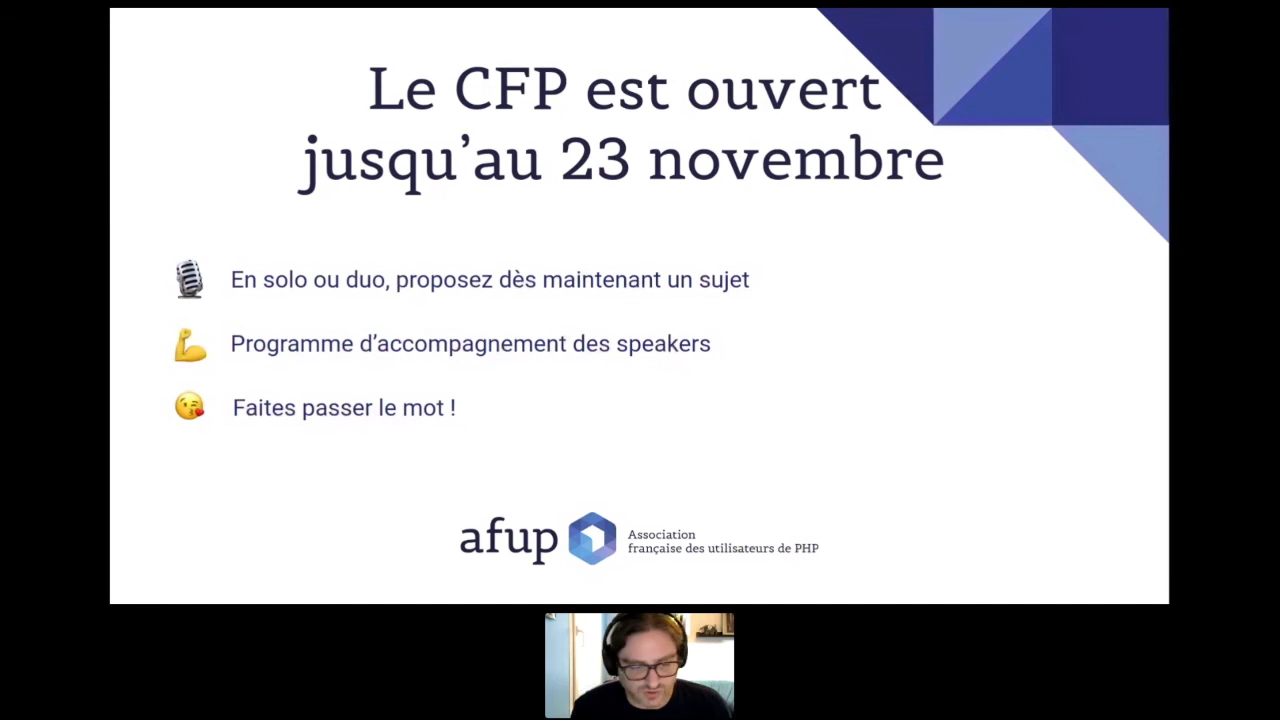 Le CFP est ouvert
jusqu’au 23 novembre
En solo ou duo, proposez dès maintenant un sujet
Programme d’accompagnement des speakers
Faites passer le mot !
afup
Association
française des utilisateurs de PHP